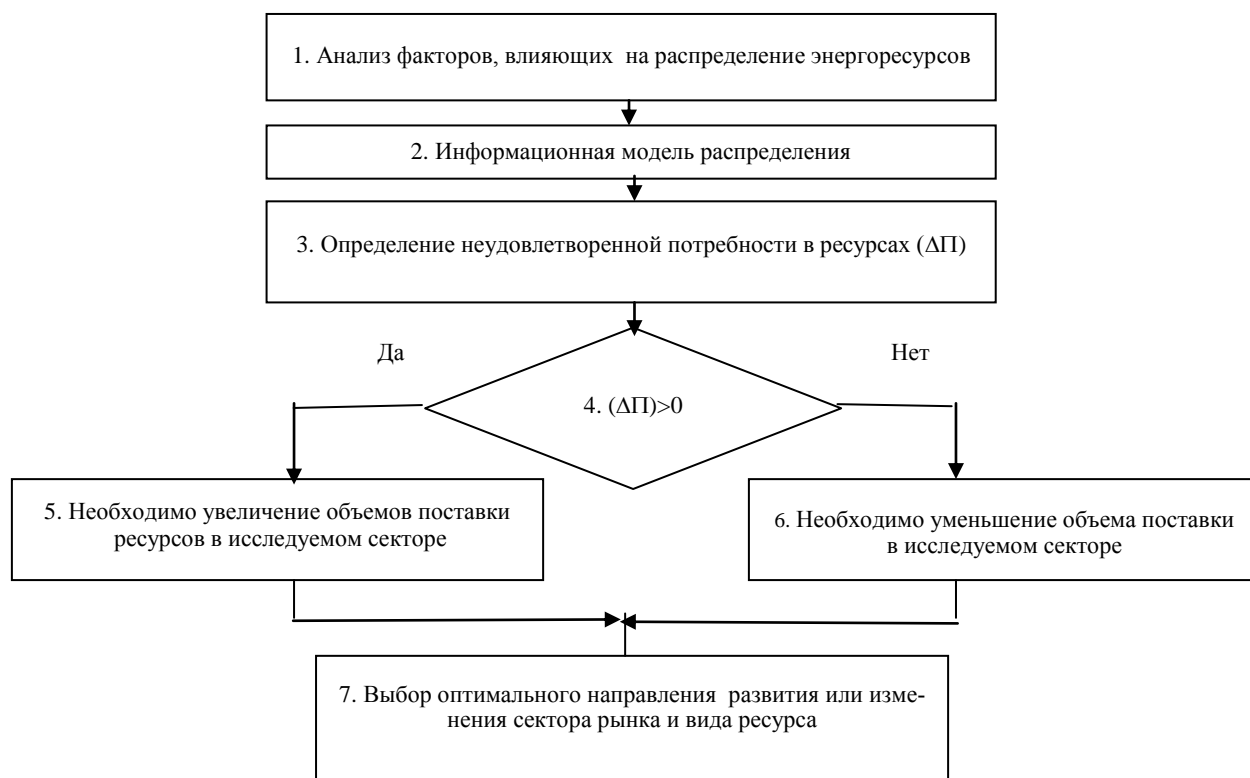 1. Анализ факторов, влияющих на распределение энергоресурсов
2. Информационная модель распределения
3. Определение неудовлетворенной потребности в ресурсах (ΔП)
Да
Нет
4. (ΔП)>0
5. Необходимо увеличение объемов поставки
ресурсов в исследуемом секторе
6. Необходимо уменьшение объема поставки
в исследуемом секторе
7. Выбор оптимального направления развития или изме-
нения сектора рынка и вида ресурса